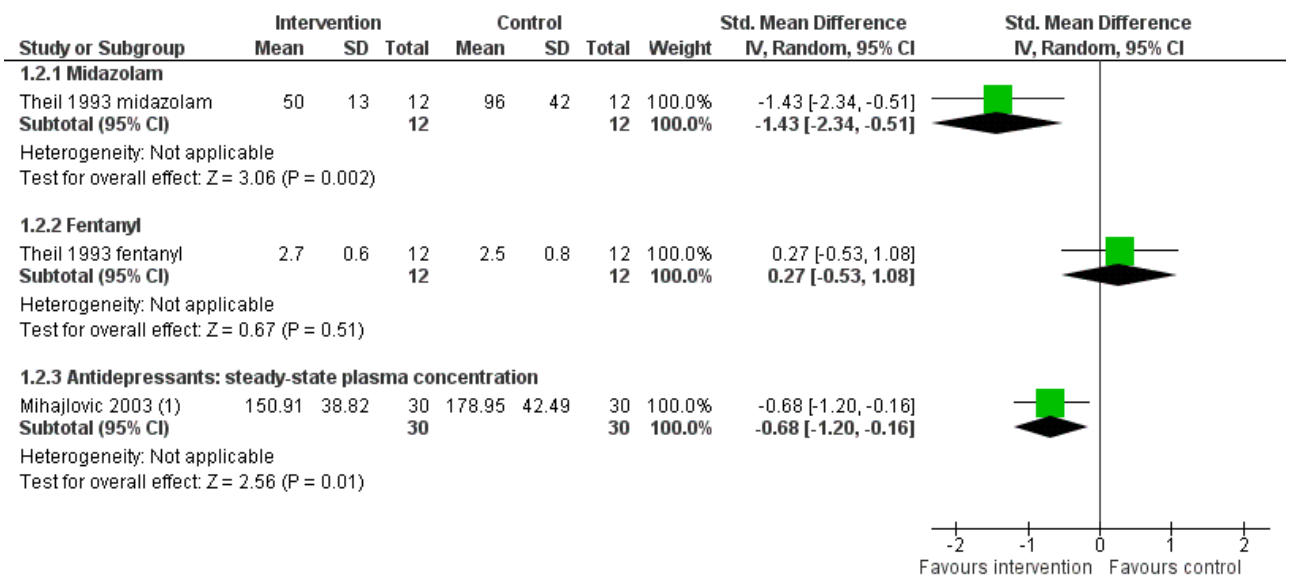 Intervention Control Std. Mean Difference Std. Mean Difference
Study or Subgroup Mean SD Total Mean SD Total Weight IV, Random, 95% CI IV, Random, 95% CI
1.2.1 Midazolam
Theil 1993 midazolam 50 13 12 96 42 12 100.0% -1.43 [-2.34, -0.51]
Subtotal (95% CI) 12 12 100.0% -1.43 [-2.34, -0.51]
Heterogeneity: Not applicable
Test for overall effect: Z = 3.06 (P = 0.002)
1.2.2 Fentanyl
Theil 1993 fentanyl 2.7 0.6 12 2.5 0.8 12 100.0% 0.27 [-0.53, 1.08]
Subtotal (95% CI) 12 12 100.0% 0.27 [-0.53, 1.08]
Heterogeneity: Not applicable
Test for overall effect: Z = 0.67 (P = 0.51)
1.2.3 Antidepressants: steady-state plasma concentration
Mihajlovic 2003 (1) 150.91 38.82 30 178.95 42.49 30 100.0% -0.68 [-1.20, -0.16]
Subtotal (95% CI) 30 30 100.0% -0.68 [-1.20, -0.16]
Heterogeneity: Not applicable
Test for overall effect: Z = 2.56 (P = 0.01)
-2 -1 0 1 2
Favours intervention Favours control